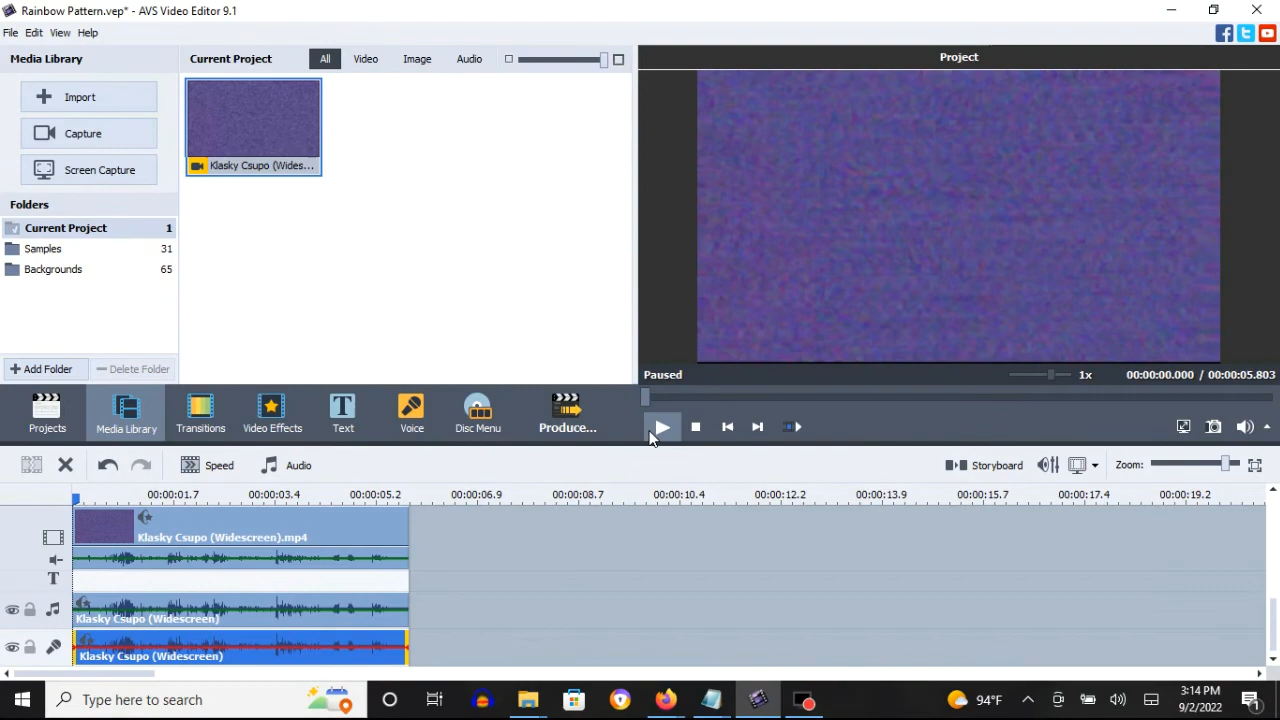 Rainbow Pattern.vep* - AVS Video Editor 9.1
File Edit View Help
Media Library
Current Project
All Video Image Audio
Project
Import
Capture
Screen Capture
Klasky Csupo (Wides...
Folders
Current Project 1
Samples 31
Backgrounds 65
Add Folder
Delete Folder
Paused
1x
00:00:00.000 / 00:00:05.803
Projects
Media Library
Transitions
Video Effects
Text
Voice
Disc Menu
Produce...
Speed
Audio
Storyboard
Zoom:
00:00:01.7 00:00:03.4 00:00:05.2 00:00:06.9 00:00:08.7 00:00:10.4 00:00:12.2 00:00:13.9 00:00:15.7 00:00:17.4 00:00:19.2
Klasky Csupo (Widescreen).mp4
Klasky Csupo (Widescreen)
Klasky Csupo (Widescreen)
Type here to search
94°F
3:14 PM
9/2/2022